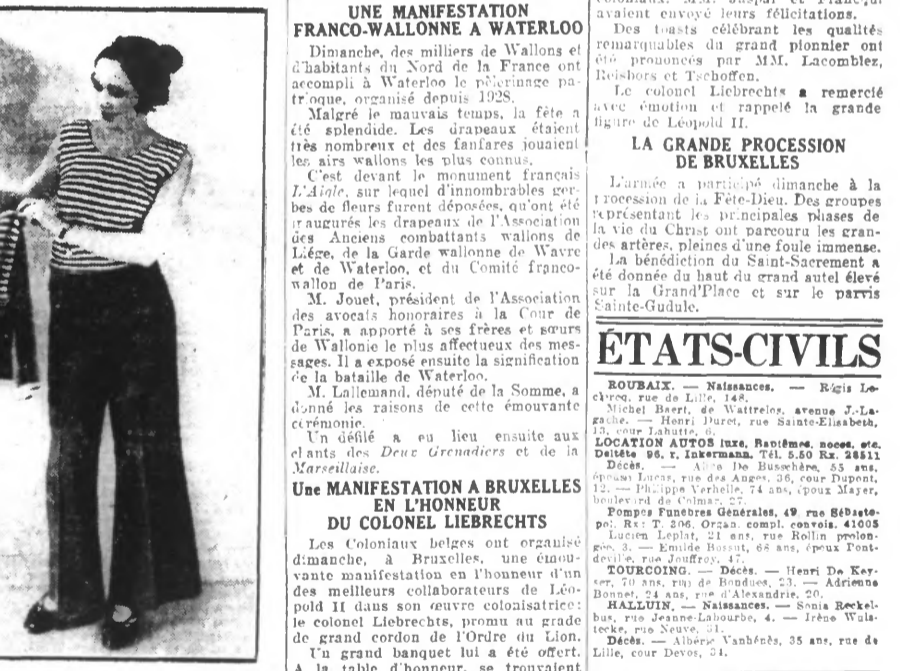 UNE MANIFESTATION
FRANCO-WALLONNE A WATERLOO
Dimanche, des milliers de Wallons et
d'habitants du Nord de la France ont
accompli à Waterloo le pèlerinage pa-
trioque, organisé depuis 1928.
Malgré le mauvais temps, la fête a
été splendide. Les drapeaux étaient
très nombreux et des fanfares jouaient
les airs wallons les plus connus.
C'est devant le monument français
L'Aigle, sur lequel d'innombrables ger-
bes de fleurs furent déposées, qu'ont été
inaugurés les drapeaux de l'Association
des Anciens combattants wallons de
Liége, de la Garde wallonne de Wavre
et de Waterloo, et du Comité franco-
wallon de Paris.
M. Jouet, président de l'Association
des avocats honoraires à la Cour de
Paris, a apporté à ses frères et sœurs
de Wallonie le plus affectueux des mes-
sages. Il a exposé ensuite la signification
de la bataille de Waterloo.
M. Lallemand, député de la Somme, a
donné les raisons de cette émouvante
cérémonie.
Un défilé a eu lieu ensuite aux
chants des Deux Grenadiers et de la
Marseillaise.
Une MANIFESTATION A BRUXELLES
EN L'HONNEUR
DU COLONEL LIEBRECHTS
Les Coloniaux belges ont organisé
dimanche, à Bruxelles, une émou-
vante manifestation en l'honneur d'un
des meilleurs collaborateurs de Léo-
pold II dans son œuvre colonisatrice:
le colonel Liebrechts, promu au grade
de grand cordon de l'Ordre du Lion.
Un grand banquet lui a été offert.
A la table d'honneur, se trouvaient
avaient envoyé leurs félicitations.
Des toasts célébrant les qualités
remarquables du grand pionnier ont
été prononcés par MM. Lacomblez,
Reisbors et Tschoffen.
Le colonel Liebrechts a remercié
avec émotion et rappelé la grande
figure de Léopold II.
LA GRANDE PROCESSION
DE BRUXELLES
L'armée a participé dimanche à la
procession de la Fête-Dieu. Des groupes
représentant les principales phases de
la vie du Christ ont parcouru les gran-
des artères, pleines d'une foule immense.
La bénédiction du Saint-Sacrement a
été donnée du haut du grand autel élevé
sur la Grand'Place et sur le parvis
Sainte-Gudule.
ÉTATS-CIVILS
ROUBAIX. — Naissances. — Régis Le-
clercq, rue de Lille, 148.
Michel Baert, de Wattrelos, avenue J.-La-
gache. — Henri Duret, rue Sainte-Elisabeth,
13, cour Lahutte, 6.
LOCATION AUTOS luxe, Baptêmes, noces, etc.
Deltête 96, r. Inkermann. Tél. 5.50 Rx. 28511
Décès. — Alice De Busschère, 55 ans,
épouse Lucas, rue des Anges, 36, cour Dupont,
12. — Philippe Verhelle, 74 ans, époux Mayer,
boulevard de Colmar, 27.
Pompes Funebres Générales, 49, rue Sébasto-
pol, Rx: T. 206. Organ. compl. convois. 41005
Lucien Leplat, 21 ans, rue Rollin prolon-
gée, 3. — Emilde Bossut, 68 ans, époux Pont-
deville, rue Jouffroy, 47.
TOURCOING. — Décès. — Henri De Key-
ser, 70 ans, rue de Bondues, 23. — Adrienne
Bonnet, 24 ans, rue d'Alexandrie, 20.
HALLUIN. — Naissances. — Sonia Reckel-
bus, rue Jeanne-Labourbe, 4. — Irène Wals-
tecke, rue Neuve, 31.
Décès. — Albéric Vanhénès, 35 ans, rue de
Lille, cour Devos, 34.